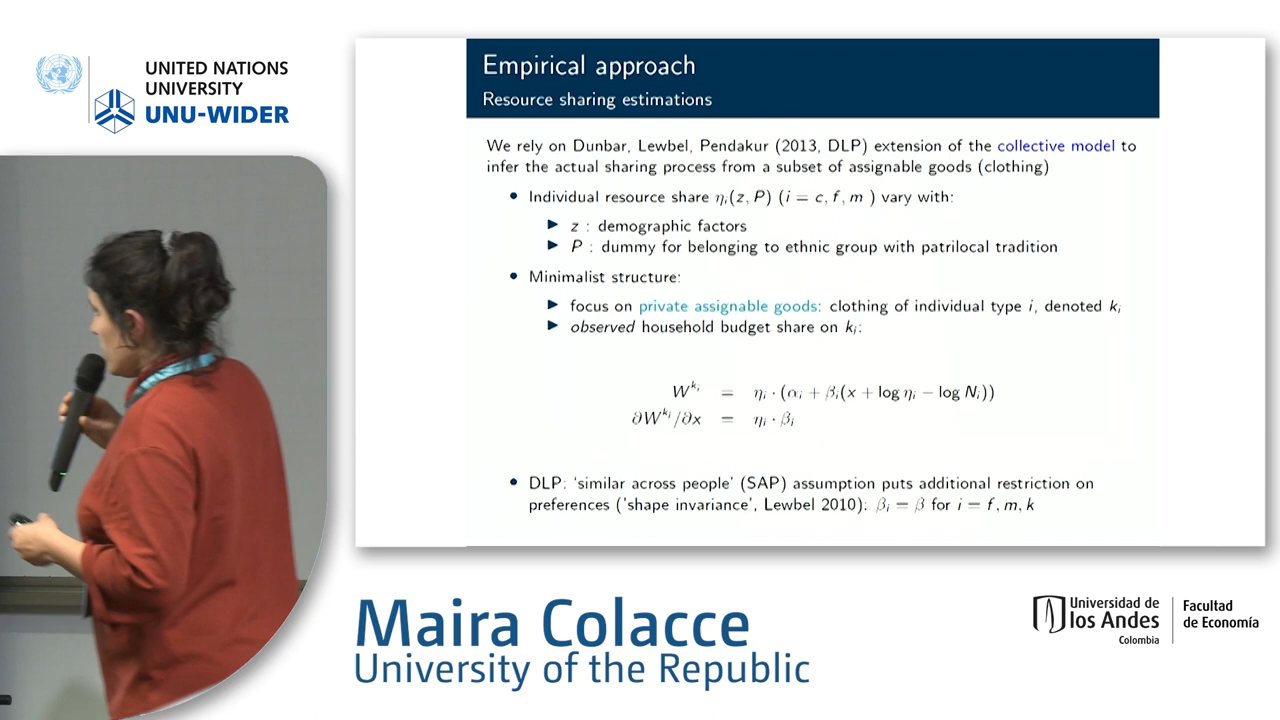 UNITED NATIONS
UNIVERSITY
UNU-WIDER
Empirical approach
Resource sharing estimations
We rely on Dunbar, Lewbel, Pendakur (2013, DLP) extension of the collective model to
infer the actual sharing process from a subset of assignable goods (clothing)
• Individual resource share ηᵢ(z, P) (i = c, f, m ) vary with:
▶ z : demographic factors
▶ P : dummy for belonging to ethnic group with patrilocal tradition
• Minimalist structure:
▶ focus on private assignable goods: clothing of individual type i, denoted kᵢ
▶ observed household budget share on kᵢ:
W^{kᵢ} = ηᵢ · (αᵢ + βᵢ(x + log ηᵢ − log Nᵢ))
∂W^{kᵢ}/∂x = ηᵢ · βᵢ
• DLP: ‘similar across people’ (SAP) assumption puts additional restriction on
preferences ('shape invariance', Lewbel 2010): βᵢ = β for i = f, m, k
Maira Colacce
University of the Republic
Universidad de
los Andes
Colombia
Facultad
de Economía